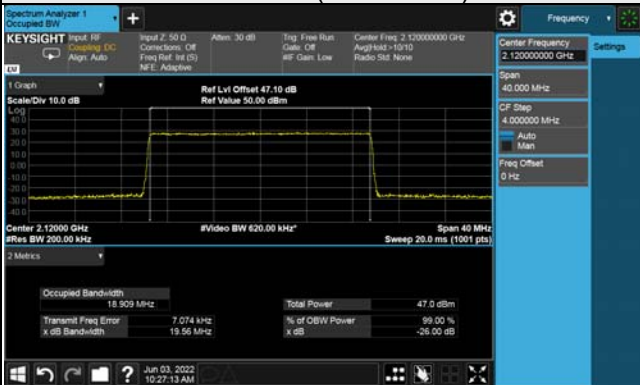 Spectrum Analyzer 1
Occupied BW
Frequency
KEYSIGHT
Input: RF
Coupling: DC
Align: Auto
Input Z: 50 Ω
Corrections: Off
Freq Ref: Int (S)
NFE: Adaptive
Atten: 30 dB
Trig: Free Run
Gate: Off
#IF Gain: Low
Center Freq: 2.120000000 GHz
Avg|Hold:>10/10
Radio Std: None
Center Frequency
2.120000000 GHz
Settings
Span
40.000 MHz
CF Step
4.000000 MHz
Auto
Man
Freq Offset
0 Hz
1 Graph
Scale/Div 10.0 dB
Ref Lvl Offset 47.10 dB
Ref Value 50.00 dBm
Log
40.0
30.0
20.0
10.0
0.00
-10.0
-20.0
-30.0
-40.0
Center 2.12000 GHz
#Video BW 620.00 kHz*
Span 40 MHz
#Res BW 200.00 kHz
Sweep 20.0 ms (1001 pts)
2 Metrics
Occupied Bandwidth
18.909 MHz
Total Power 47.0 dBm
Transmit Freq Error 7.074 kHz
% of OBW Power 99.00 %
x dB Bandwidth 19.56 MHz
x dB -26.00 dB
Jun 03, 2022
10:27:13 AM